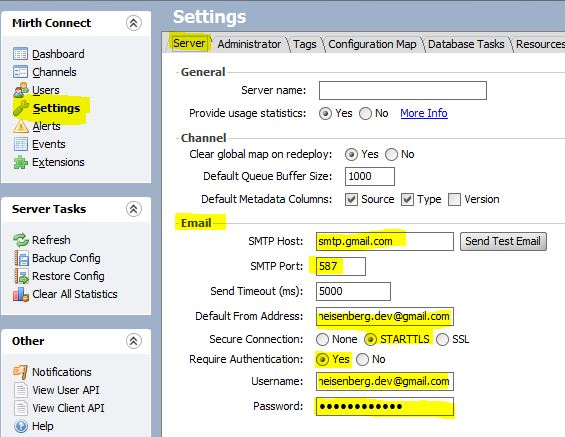 Mirth Connect
Dashboard
Channels
Users
Settings
Alerts
Events
Extensions
Server Tasks
Refresh
Backup Config
Restore Config
Clear All Statistics
Other
Notifications
View User API
View Client API
Help
Settings
Server Administrator Tags Configuration Map Database Tasks Resources
General
Server name:
Provide usage statistics: Yes No More Info
Channel
Clear global map on redeploy: Yes No
Default Queue Buffer Size: 1000
Default Metadata Columns: Source Type Version
Email
SMTP Host: smtp.gmail.com Send Test Email
SMTP Port: 587
Send Timeout (ms): 5000
Default From Address: heisenberg.dev@gmail.com
Secure Connection: None STARTTLS SSL
Require Authentication: Yes No
Username: heisenberg.dev@gmail.com
Password: ●●●●●●●●●●●●